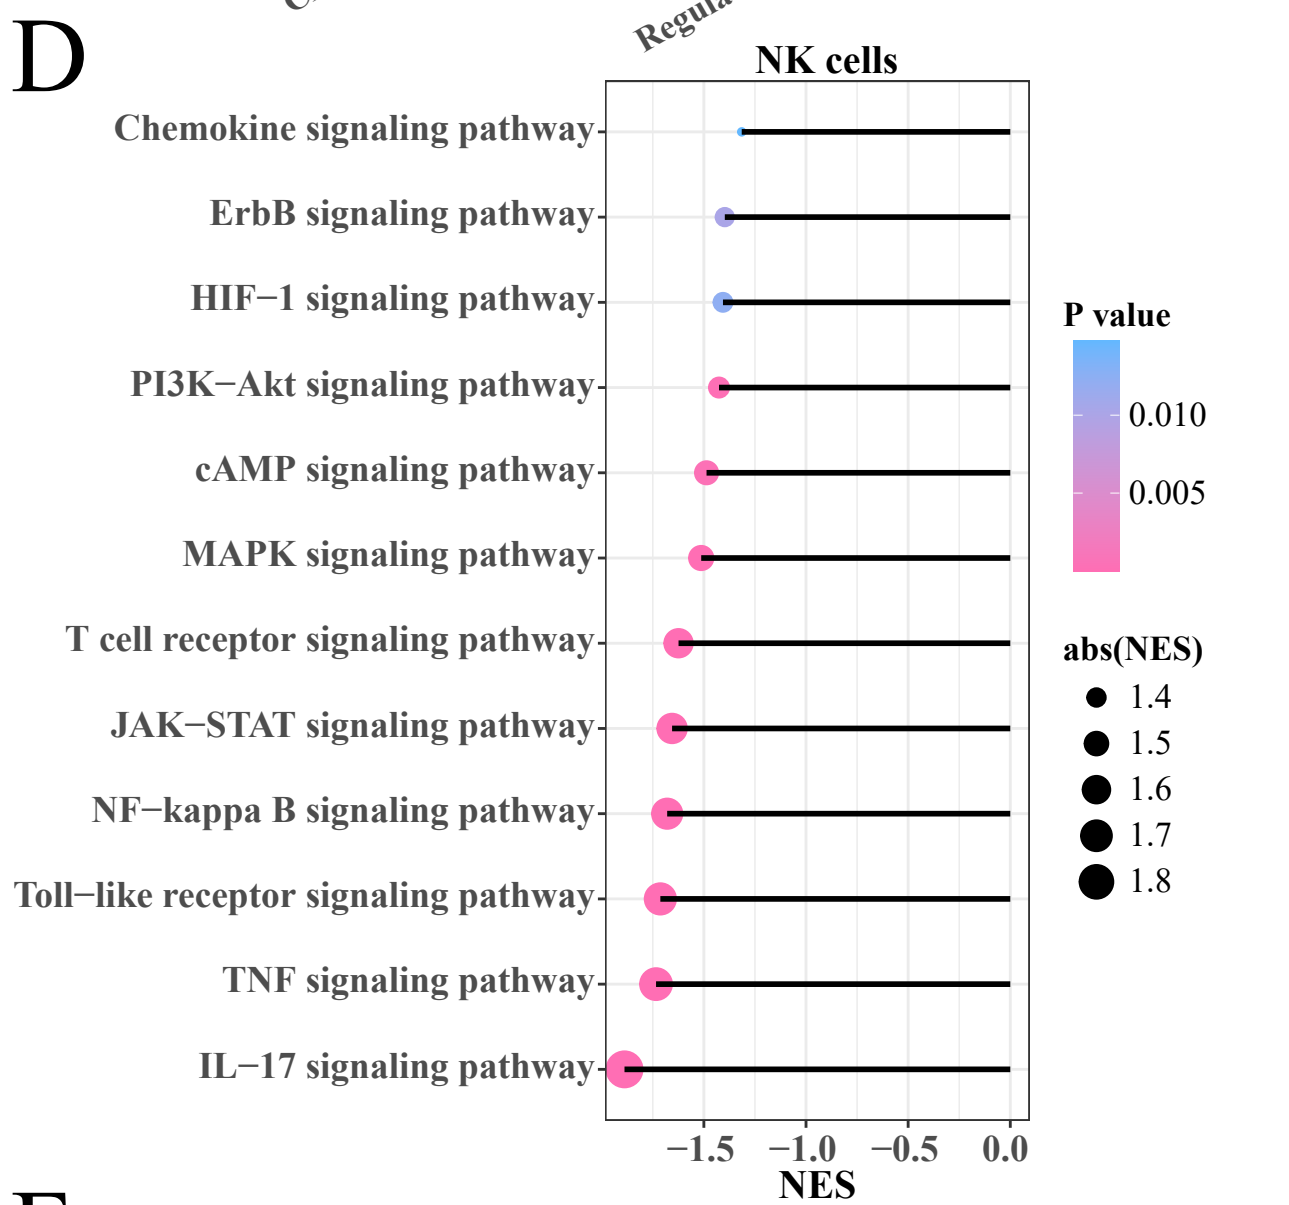 D
NK cells
Chemokine signaling pathway
ErbB signaling pathway
HIF−1 signaling pathway
PI3K−Akt signaling pathway
cAMP signaling pathway
MAPK signaling pathway
T cell receptor signaling pathway
JAK−STAT signaling pathway
NF−kappa B signaling pathway
Toll−like receptor signaling pathway
TNF signaling pathway
IL−17 signaling pathway
−1.5 −1.0 −0.5 0.0
NES
P value
0.010
0.005
abs(NES)
1.4
1.5
1.6
1.7
1.8